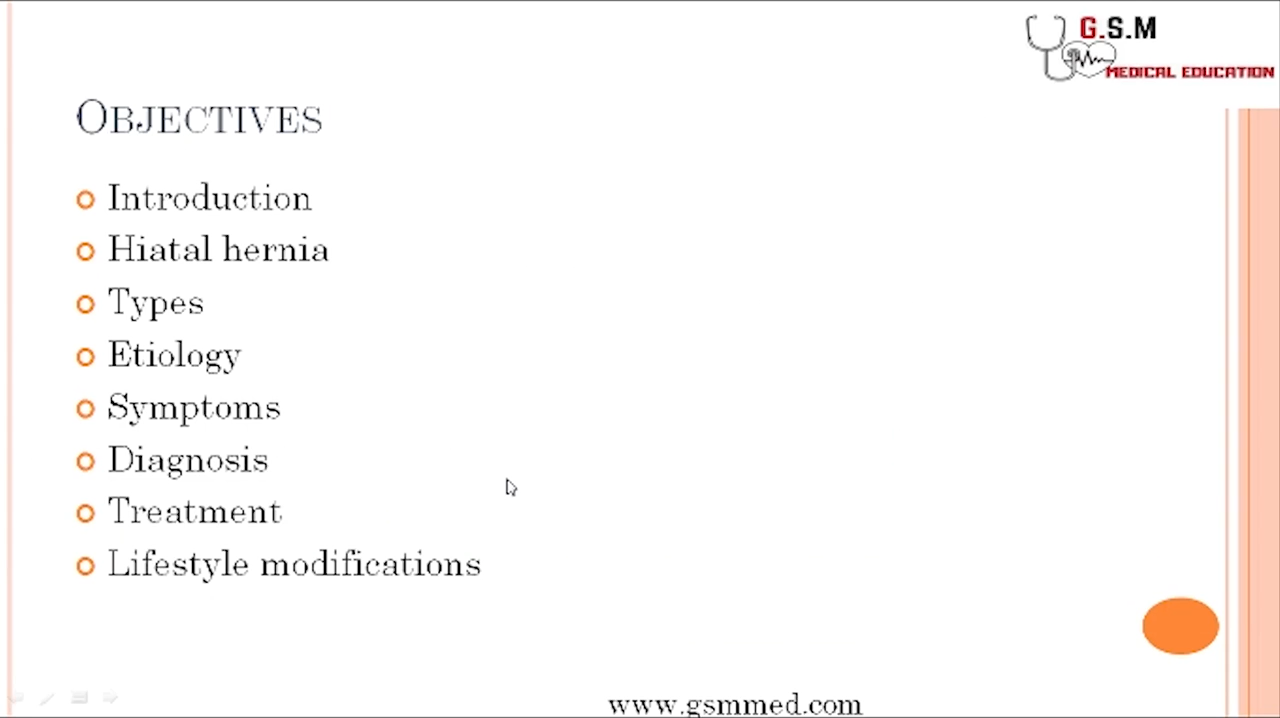 G.S.M
MEDICAL EDUCATION
OBJECTIVES
Introduction
Hiatal hernia
Types
Etiology
Symptoms
Diagnosis
Treatment
Lifestyle modifications
www.gsmmed.com